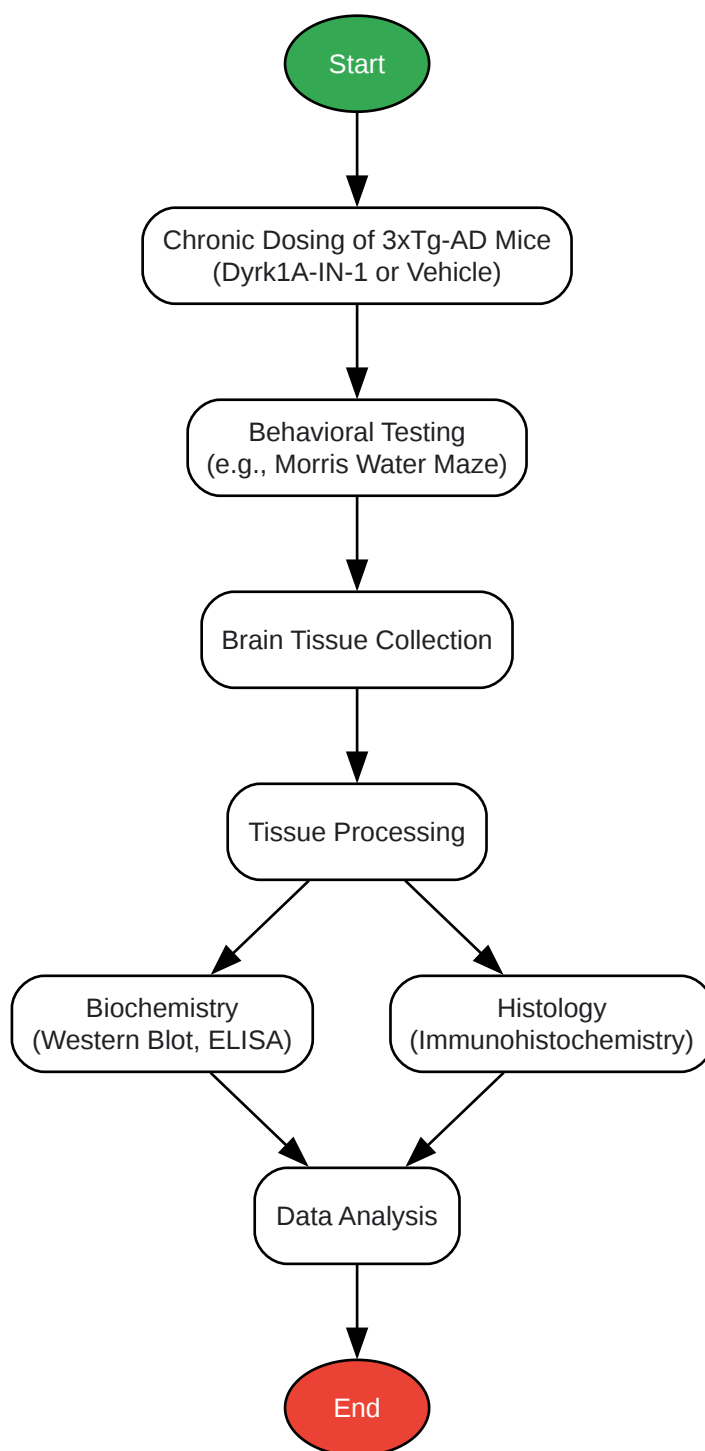 Start
Chronic Dosing of 3xTg-AD Mice
(Dyrk1A-IN-1 or Vehicle)
Behavioral Testing
(e.g., Morris Water Maze)
Brain Tissue Collection
Tissue Processing
Biochemistry
(Western Blot, ELISA)
Histology
(Immunohistochemistry)
Data Analysis
End